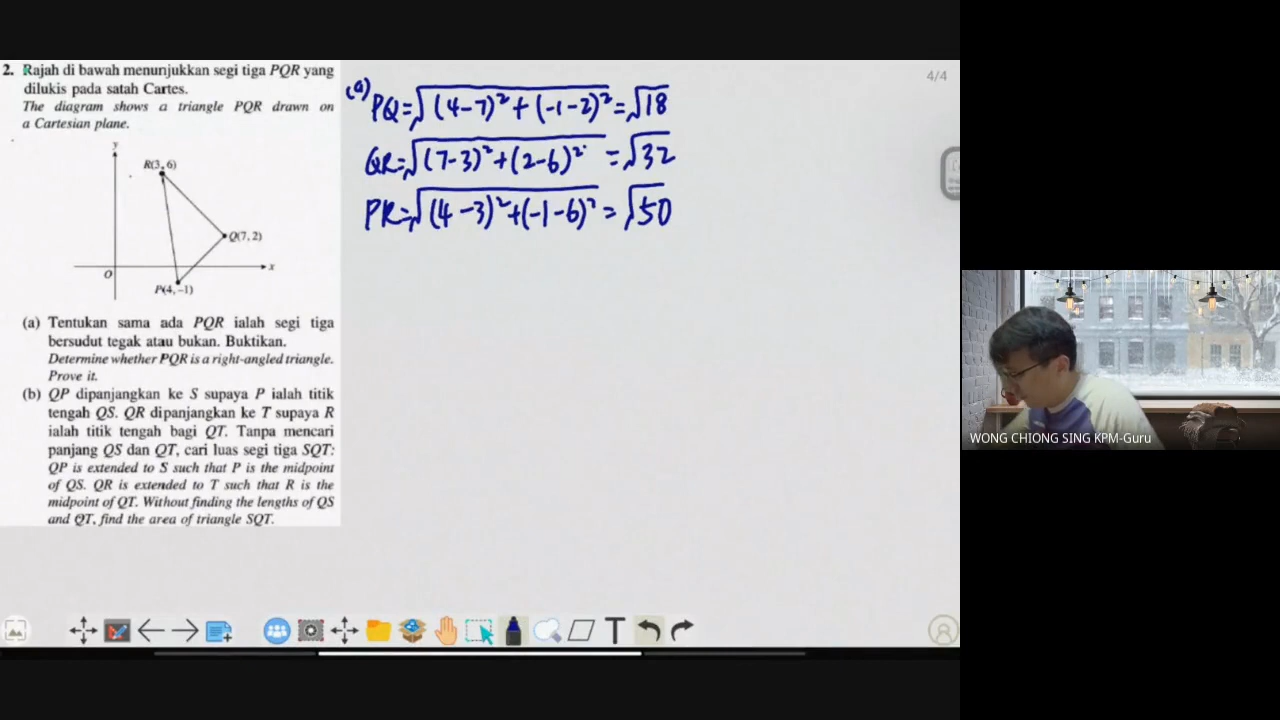 2. Rajah di bawah menunjukkan segi tiga PQR yang
dilukis pada satah Cartes.
The diagram shows a triangle PQR drawn on
a Cartesian plane.
y
R(3, 6)
Q(7, 2)
O
x
P(4, −1)
(a) Tentukan sama ada PQR ialah segi tiga
bersudut tegak atau bukan. Buktikan.
Determine whether PQR is a right-angled triangle.
Prove it.
(b) QP dipanjangkan ke S supaya P ialah titik
tengah QS. QR dipanjangkan ke T supaya R
ialah titik tengah bagi QT. Tanpa mencari
panjang QS dan QT, cari luas segi tiga SQT.
QP is extended to S such that P is the midpoint
of QS. QR is extended to T such that R is the
midpoint of QT. Without finding the lengths of QS
and QT, find the area of triangle SQT.
(a) PQ=√(4-7)²+(-1-2)² = √18
QR=√(7-3)²+(2-6)² = √32
PR=√(4-3)²+(-1-6)² = √50
4/4
T
WONG CHIONG SING KPM-Guru